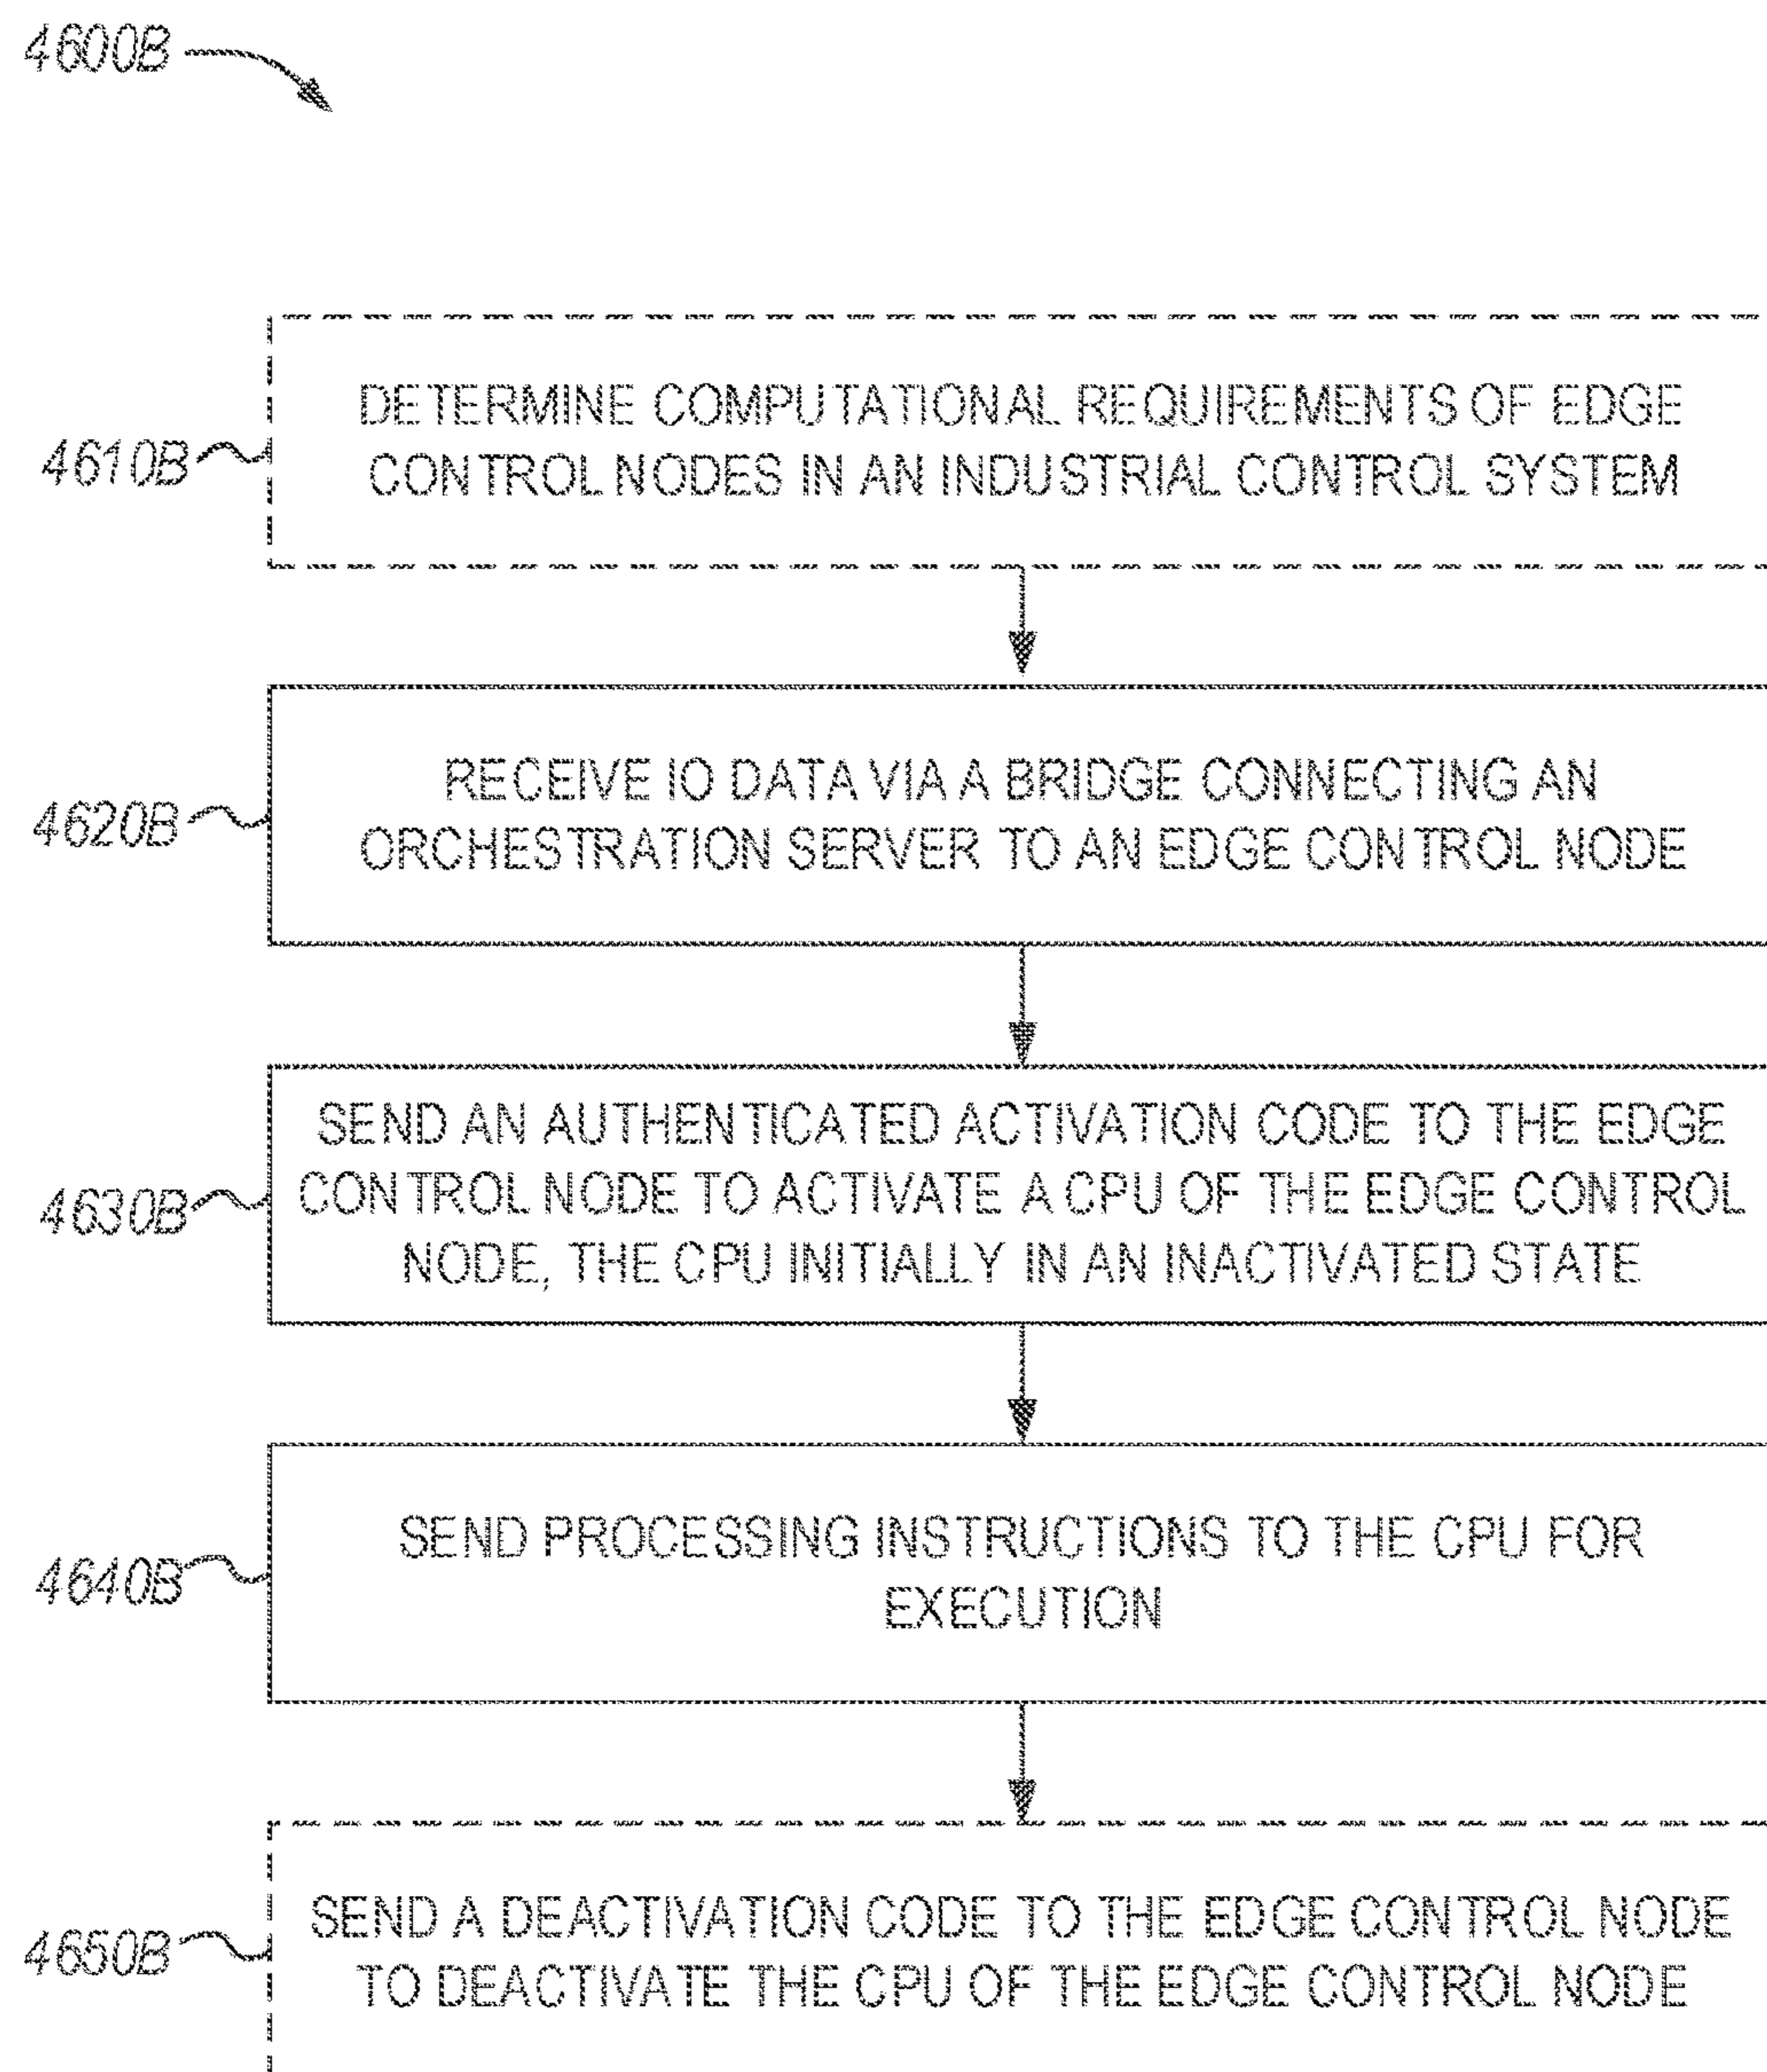 4600B
DETERMINE COMPUTATIONAL REQUIREMENTS OF EDGE
4610B
CONTROL NODES IN AN INDUSTRIAL CONTROL SYSTEM
RECEIVE IO DATA VIA A BRIDGE CONNECTING AN
4620B
ORCHESTRATION SERVER TO AN EDGE CONTROL NODE
SEND AN AUTHENTICATED ACTIVATION CODE TO THE EDGE
4630B
CONTROL NODE TO ACTIVATE A CPU OF THE EDGE CONTROL
NODE, THE CPU INITIALLY IN AN INACTIVATED STATE
SEND PROCESSING INSTRUCTIONS TO THE CPU FOR
4640B
EXECUTION
SEND A DEACTIVATION CODE TO THE EDGE CONTROL NODE
4650B
TO DEACTIVATE THE CPU OF THE EDGE CONTROL NODE